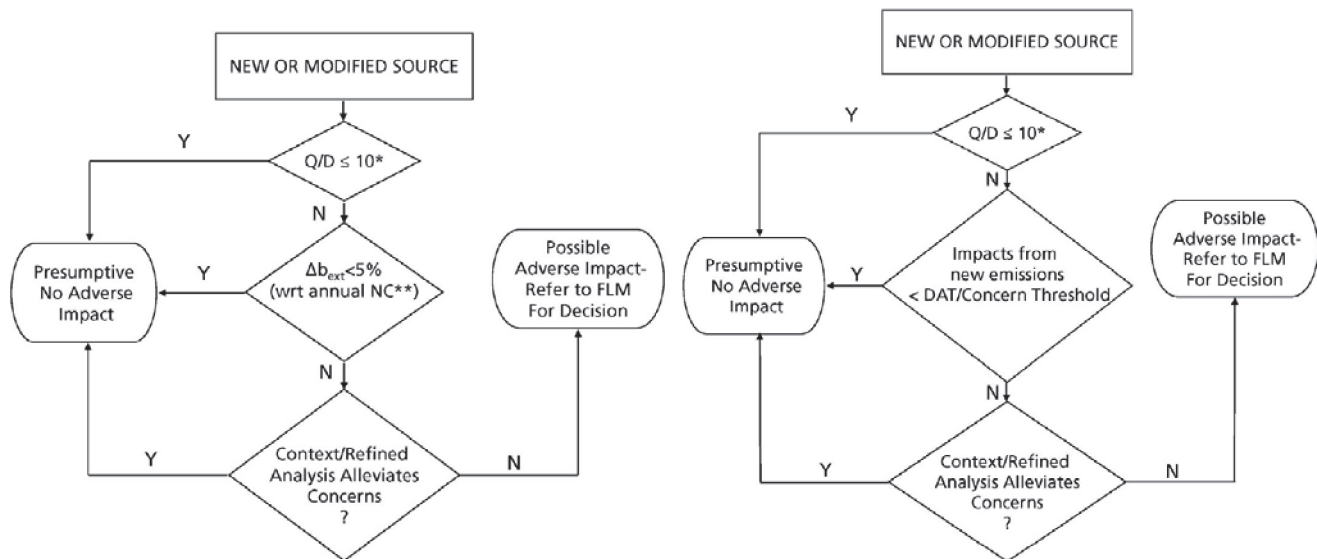 NEW OR MODIFIED SOURCE
Y
Q/D ≤ 10*
N
Presumptive
No Adverse
Impact
Y
Δb_ext<5%
(wrt annual NC**)
Possible
Adverse Impact-
Refer to FLM
For Decision
N
Y
Context/Refined
Analysis Alleviates
Concerns
?
N
NEW OR MODIFIED SOURCE
Y
Q/D ≤ 10*
N
Presumptive
No Adverse
Impact
Y
Impacts from
new emissions
< DAT/Concern Threshold
Possible
Adverse Impact-
Refer to FLM
For Decision
N
Y
Context/Refined
Analysis Alleviates
Concerns
?
N